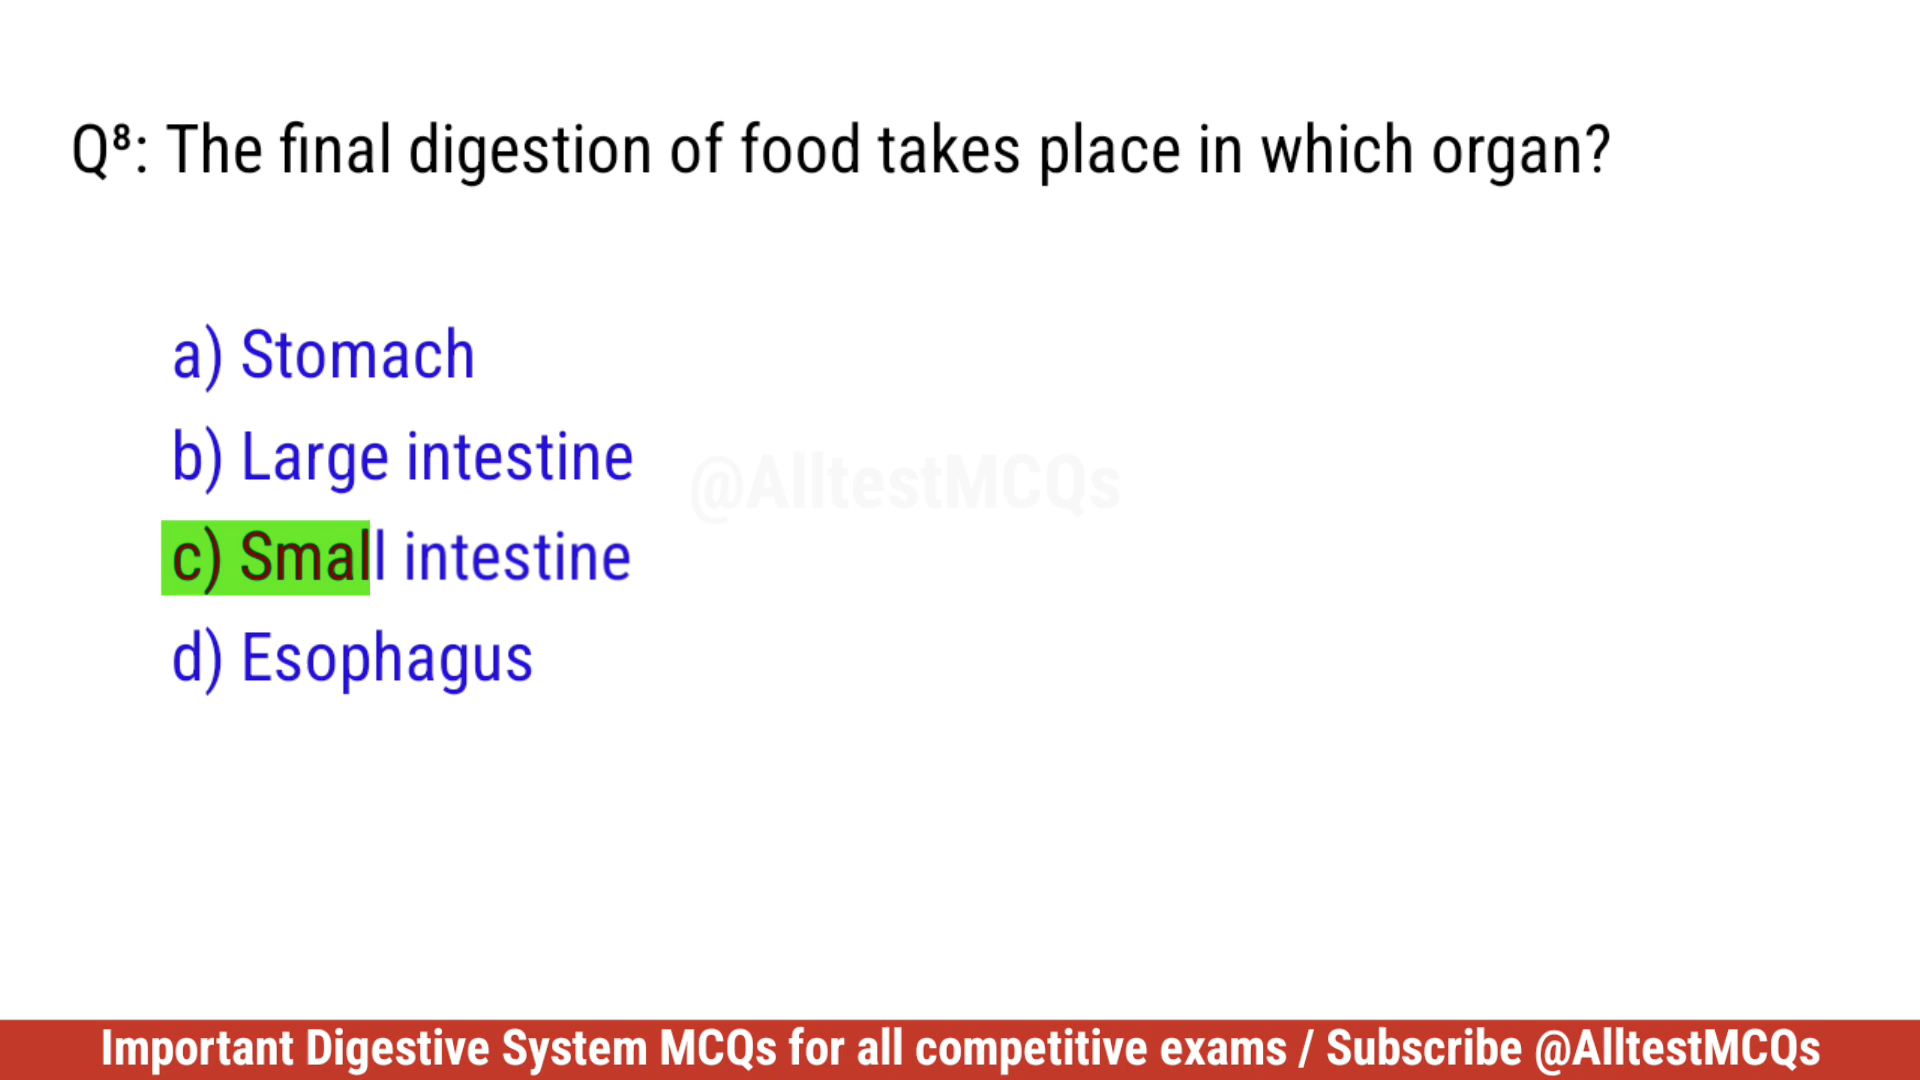 Q⁸: The final digestion of food takes place in which organ?
a) Stomach
b) Large intestine
@AlltestMCQs
c) Small intestine
d) Esophagus
Important Digestive System MCQs for all competitive exams / Subscribe @AlltestMCQs